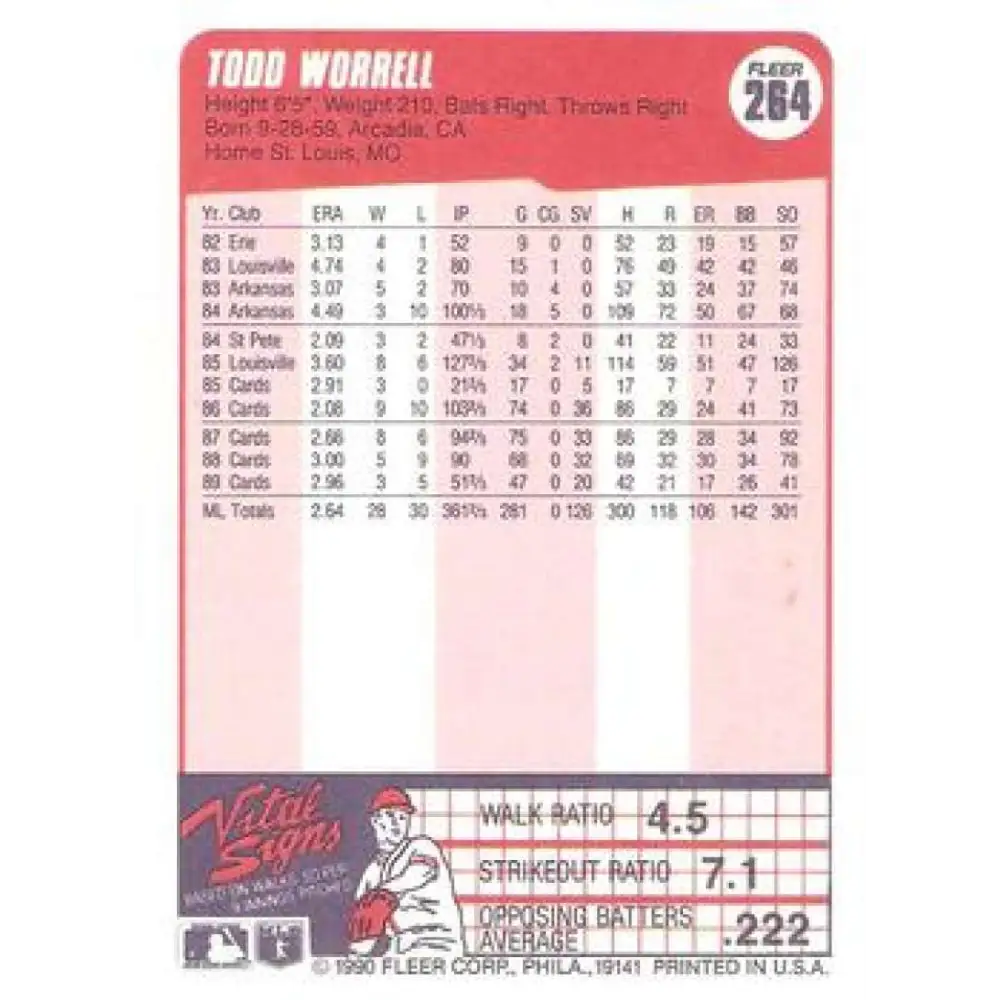 TODD WORRELL
FLEER
264
Height 6'5", Weight 210, Bats Right, Throws Right
Born 9-28-59, Arcadia, CA
Home St. Louis, MO
Yr. Club ERA W L IP G CG SV H R ER BB SO
82 Erie 3.13 4 1 52 9 0 0 52 23 19 15 57
83 Louisville 4.74 4 2 80 15 1 0 76 49 42 42 46
83 Arkansas 3.07 5 2 70 10 4 0 57 33 24 37 74
84 Arkansas 4.49 3 10 100⅓ 18 5 0 109 72 50 67 68
84 St Pete 2.09 3 2 47⅓ 8 2 0 41 22 11 24 33
85 Louisville 3.60 8 6 127⅔ 34 2 11 114 59 51 47 126
85 Cards 2.91 3 0 21⅔ 17 0 5 17 7 7 7 17
86 Cards 2.08 9 10 103⅔ 74 0 36 86 29 24 41 73
87 Cards 2.66 8 6 94⅔ 75 0 33 86 29 28 34 92
88 Cards 3.00 5 9 90 68 0 32 69 32 30 34 78
89 Cards 2.96 3 5 51⅔ 47 0 20 42 21 17 26 41
ML Totals 2.64 28 30 361⅔ 281 0 126 300 118 106 142 301
Vital
Signs
BASED ON WALKS, SO PER
9 INNINGS PITCHED
WALK RATIO 4.5
STRIKEOUT RATIO 7.1
OPPOSING BATTERS
AVERAGE .222
© 1990 FLEER CORP., PHILA., 19141 PRINTED IN U.S.A.